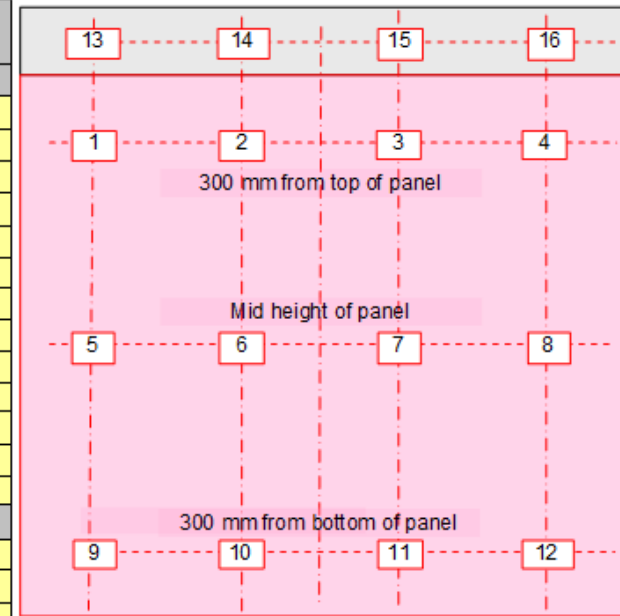 13 14 15 16
1 2 3 4
300 mm from top of panel
Mid height of panel
5 6 7 8
300 mm from bottom of panel
9 10 11 12